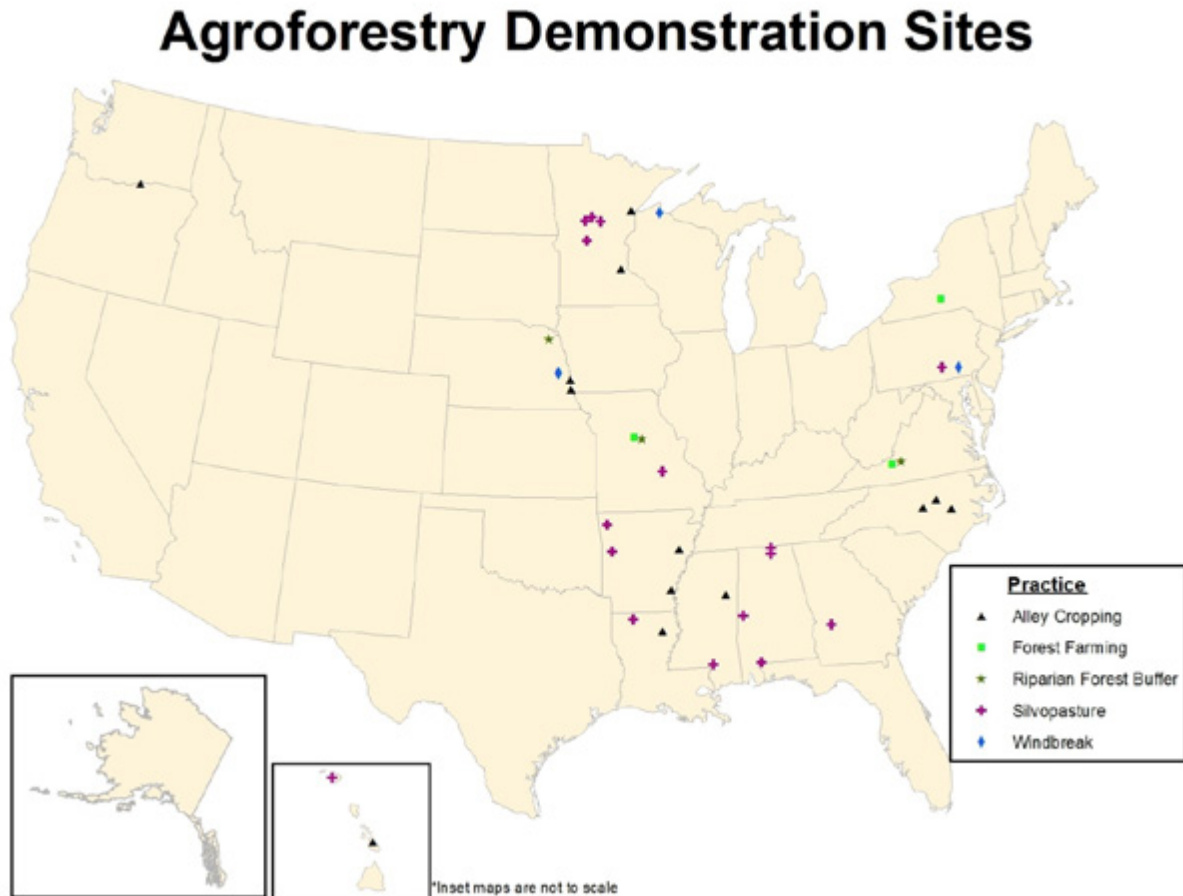 Agroforestry Demonstration Sites
Practice
Alley Cropping
Forest Farming
Riparian Forest Buffer
Silvopasture
Windbreak
*Inset maps are not to scale